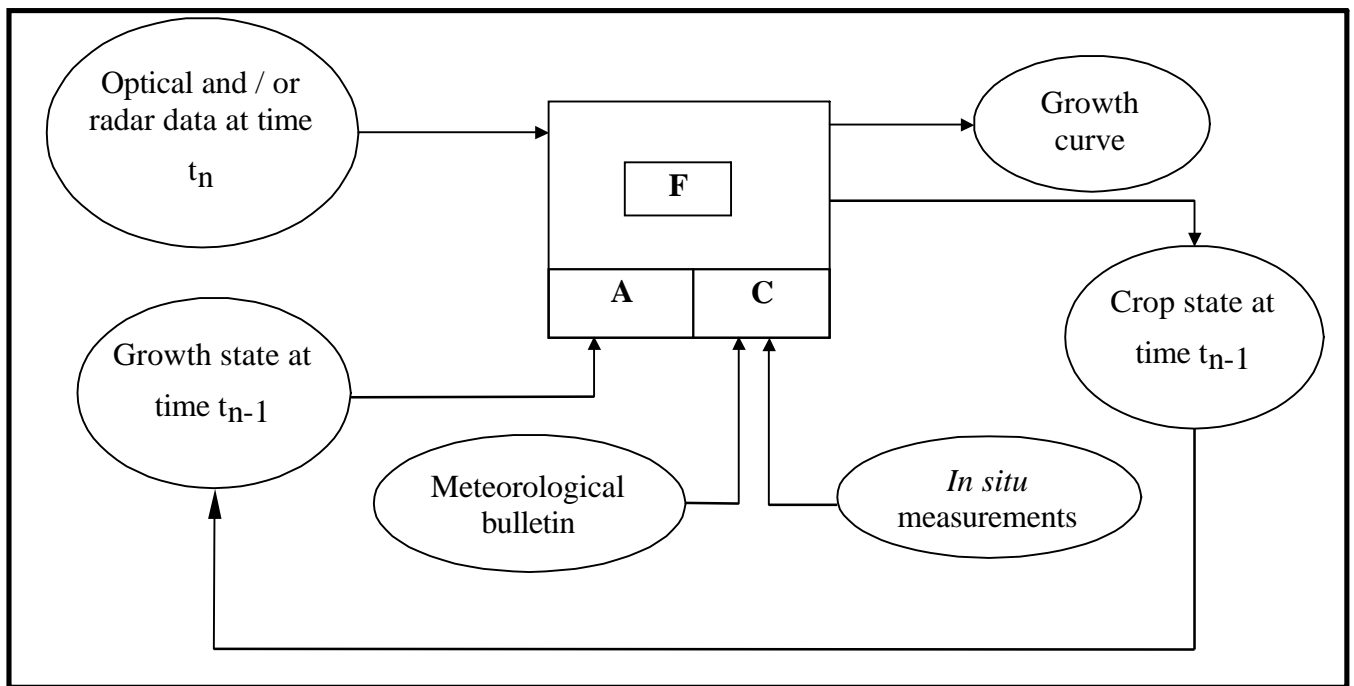 Optical and / or
radar data at time
tn
Growth
curve
F
A
C
Crop state at
time tn-1
Growth state at
time tn-1
Meteorological
bulletin
In situ
measurements